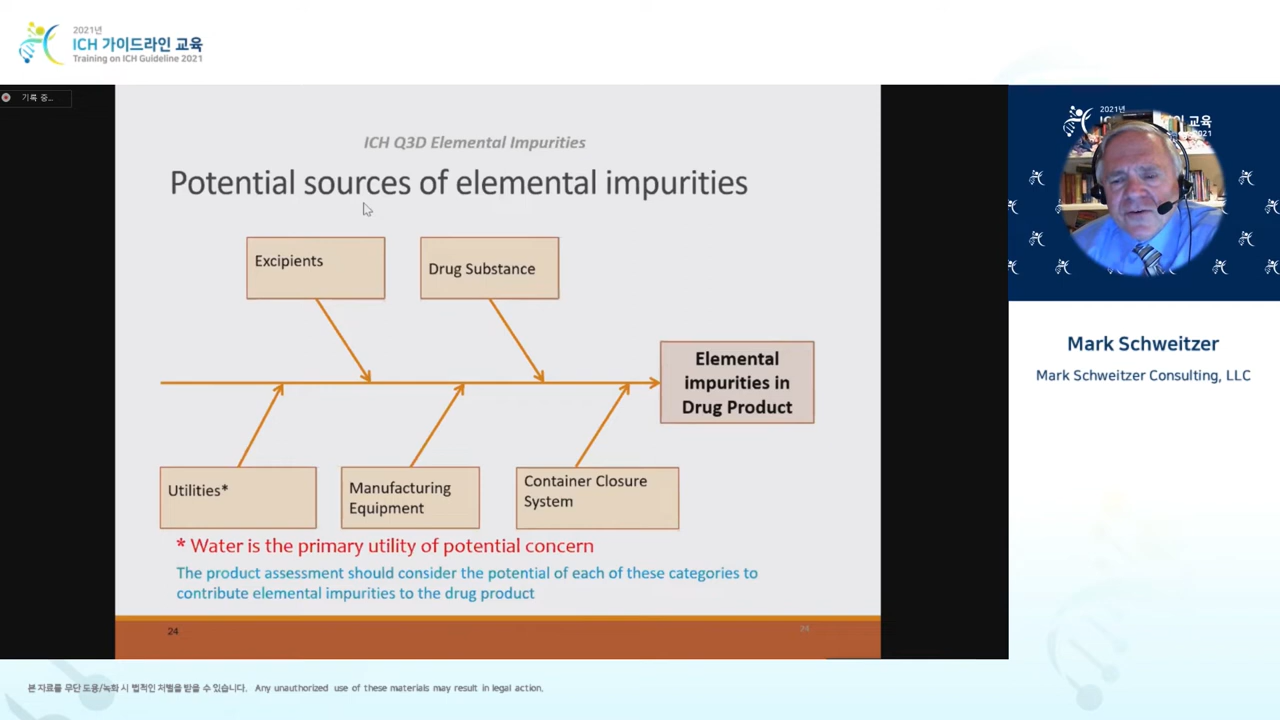 2021년
ICH 가이드라인 교육
Training on ICH Guideline 2021
기록 중...
ICH Q3D Elemental Impurities
Potential sources of elemental impurities
Excipients
Drug Substance
Elemental
impurities in
Drug Product
Utilities*
Manufacturing
Equipment
Container Closure
System
* Water is the primary utility of potential concern
The product assessment should consider the potential of each of these categories to
contribute elemental impurities to the drug product
24
24
2021년
교육
2021
Mark Schweitzer
Mark Schweitzer Consulting, LLC
본 자료를 무단 도용/녹화 시 법적인 처벌을 받을 수 있습니다. Any unauthorized use of these materials may result in legal action.